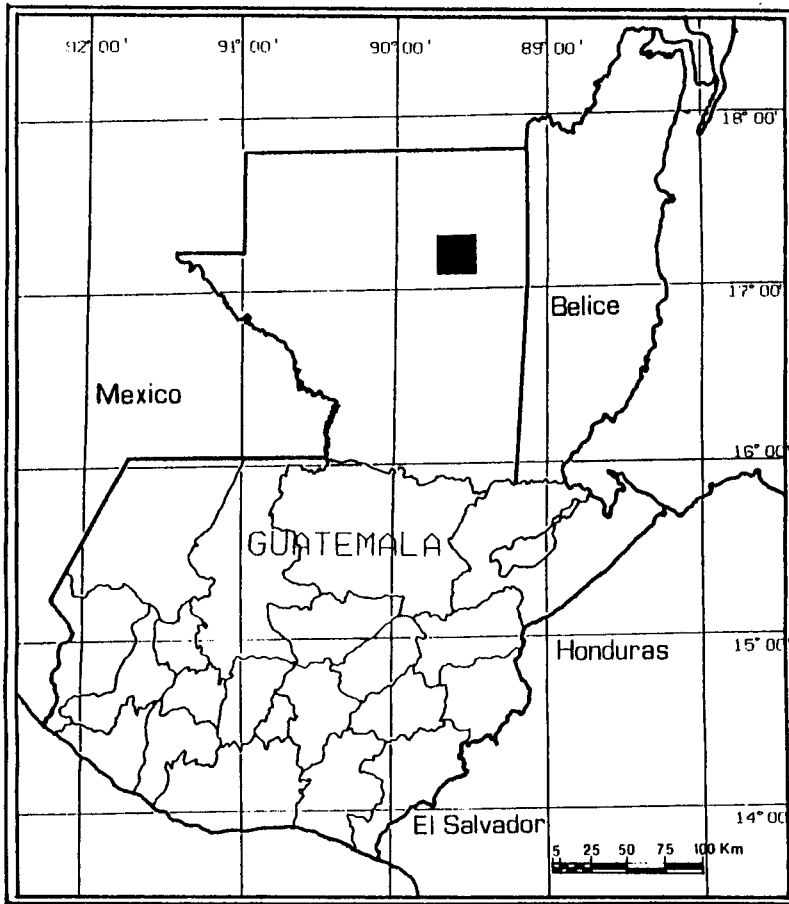 92° 00' 91° 00' 90° 00' 89° 00'
18° 00'
17° 00'
Belice
Mexico
16° 00'
GUATEMALA
15° 00'
Honduras
14° 00'
El Salvador
5 25 50 75 100 Km